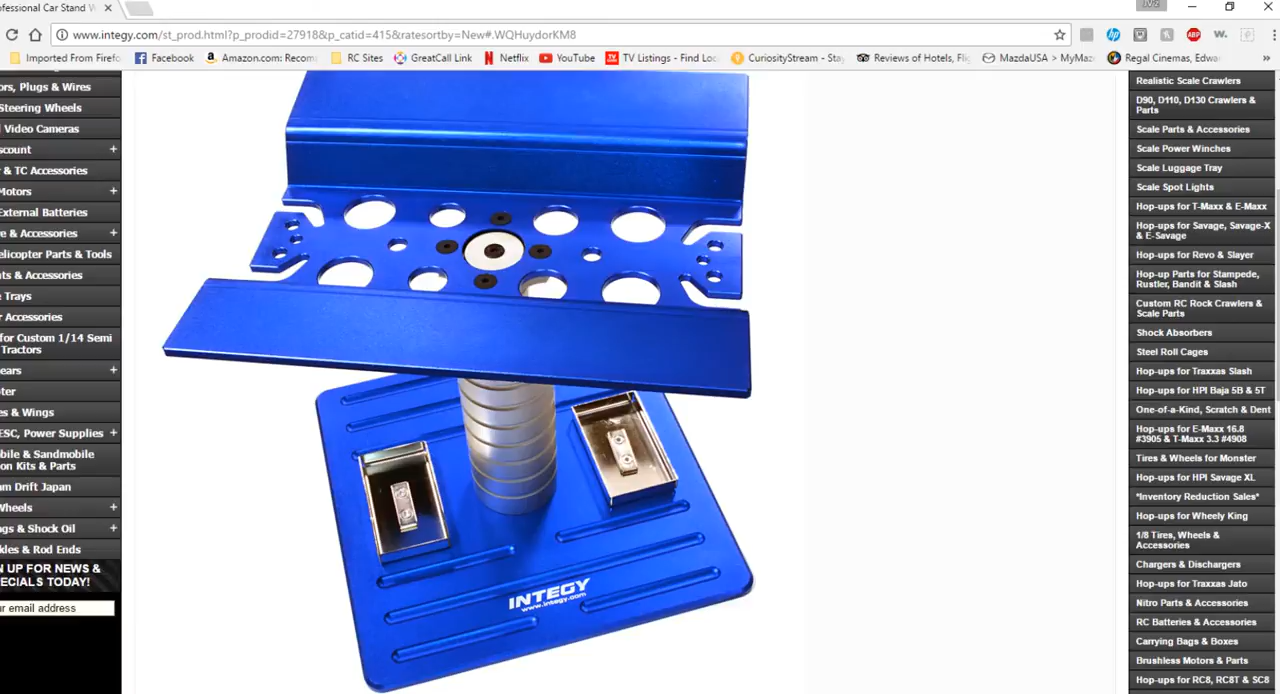 ofessional Car Stand W
www.integy.com/st_prod.html?p_prodid=27918&p_catid=415&ratesortby=New#.WQHuydorKM8
Imported From Firefo
Facebook
Amazon.com: Recom
RC Sites
GreatCall Link
Netflix
YouTube
TV Listings - Find Loc
CuriosityStream - Stay
Reviews of Hotels, Flig
MazdaUSA > MyMaz
Regal Cinemas, Edwar
ors, Plugs & Wires
Steering Wheels
Video Cameras
scount +
& TC Accessories
Motors +
External Batteries
e & Accessories +
elicopter Parts & Tools
ts & Accessories
e Trays
r Accessories
for Custom 1/14 Semi
Tractors
ears +
oter
es & Wings
ESC, Power Supplies +
mobile & Sandmobile
on Kits & Parts
am Drift Japan
Wheels +
ngs & Shock Oil +
kles & Rod Ends
N UP FOR NEWS &
PECIALS TODAY!
ur email address
INTEGY
www.integy.com
Realistic Scale Crawlers
D90, D110, D130 Crawlers &
Parts
Scale Parts & Accessories
Scale Power Winches
Scale Luggage Tray
Scale Spot Lights
Hop-ups for T-Maxx & E-Maxx
Hop-ups for Savage, Savage-X
& E-Savage
Hop-ups for Revo & Slayer
Hop-up Parts for Stampede,
Rustler, Bandit & Slash
Custom RC Rock Crawlers &
Scale Parts
Shock Absorbers
Steel Roll Cages
Hop-ups for Traxxas Slash
Hop-ups for HPI Baja 5B & 5T
One-of-a-Kind, Scratch & Dent
Hop-ups for E-Maxx 16.8
#3905 & T-Maxx 3.3 #4908
Tires & Wheels for Monster
Hop-ups for HPI Savage XL
*Inventory Reduction Sales*
Hop-ups for Wheely King
1/8 Tires, Wheels &
Accessories
Chargers & Dischargers
Hop-ups for Traxxas Jato
Nitro Parts & Accessories
RC Batteries & Accessories
Carrying Bags & Boxes
Brushless Motors & Parts
Hop-ups for RC8, RC8T & SC8